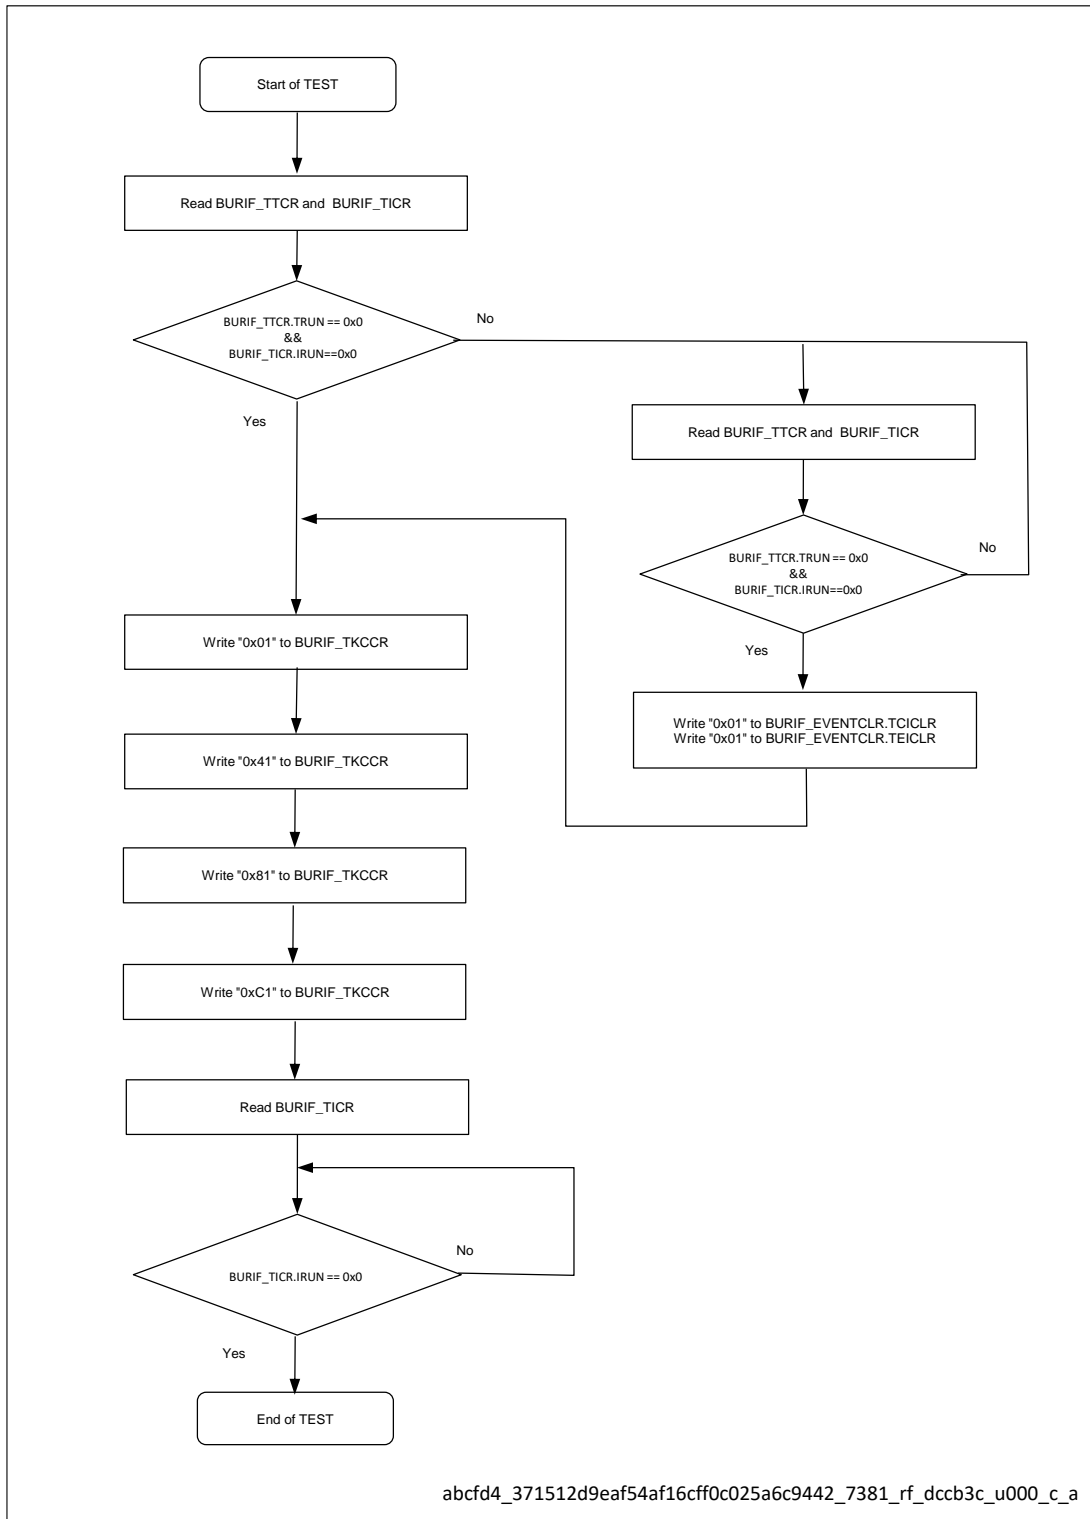 Start of TEST
Read BURIF_TTCR and  BURIF_TICR
BURIF_TTCR.TRUN == 0x0
&&
BURIF_TICR.IRUN==0x0
No
Yes
Read BURIF_TTCR and  BURIF_TICR
BURIF_TTCR.TRUN == 0x0
&&
BURIF_TICR.IRUN==0x0
No
Yes
Write "0x01" to BURIF_EVENTCLR.TCICLR
Write "0x01" to BURIF_EVENTCLR.TEICLR
Write "0x01" to BURIF_TKCCR
Write "0x41" to BURIF_TKCCR
Write "0x81" to BURIF_TKCCR
Write "0xC1" to BURIF_TKCCR
Read BURIF_TICR
BURIF_TICR.IRUN == 0x0
No
Yes
End of TEST
abcfd4_371512d9eaf54af16cff0c025a6c9442_7381_rf_dccb3c_u000_c_a